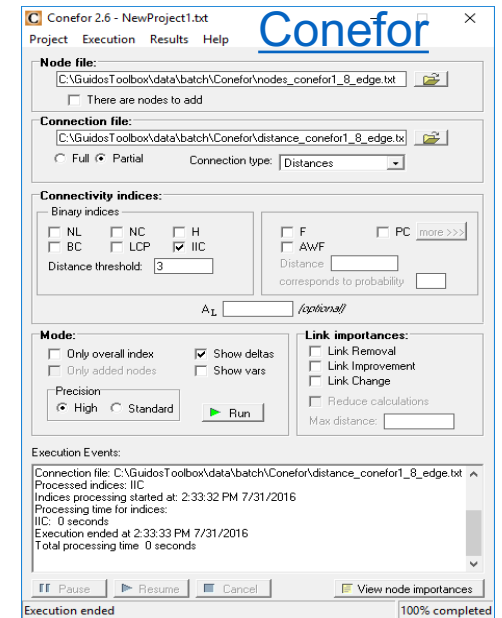 Conefor 2.6 - NewProject1.txt
Conefor
Project Execution Results Help
Node file:
C:\GuidosToolbox\data\batch\Conefor\nodes_conefor1_8_edge.txt
There are nodes to add
Connection file:
C:\GuidosToolbox\data\batch\Conefor\distance_conefor1_8_edge.tx
Full Partial Connection type: Distances
Connectivity indices:
Binary indices
NL NC H F PC more >>>
BC LCP IIC AWF
Distance threshold: 3 Distance
corresponds to probability
AL (optional)
Mode: Link importances:
Only overall index Show deltas Link Removal
Only added nodes Show vars Link Improvement
Link Change
Precision Reduce calculations
High Standard Run Max distance:
Execution Events:
Connection file: C:\GuidosToolbox\data\batch\Conefor\distance_conefor1_8_edge.txt
Processed indices: IIC
Indices processing started at: 2:33:32 PM 7/31/2016
Processing time for indices:
IIC: 0 seconds
Execution ended at 2:33:33 PM 7/31/2016
Total processing time 0 seconds
Pause Resume Cancel View node importances
Execution ended 100% completed